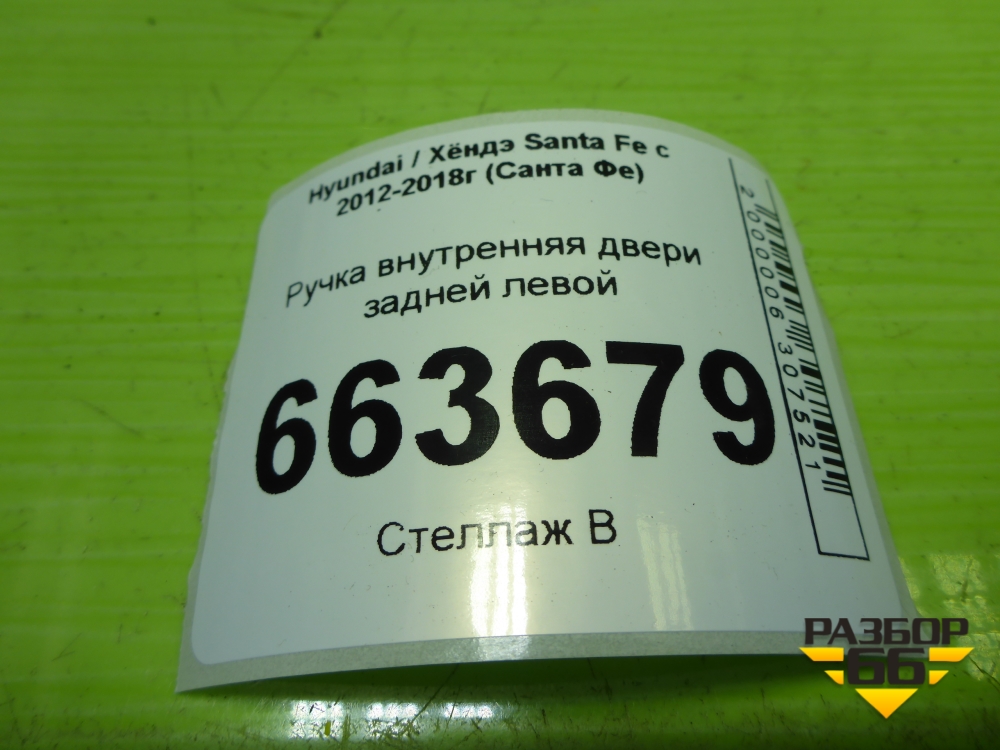 Hyundai / Хёндэ Santa Fe с
2012-2018г (Санта Фе)
Ручка внутренняя двери
задней левой
663679
Стеллаж В
2000006307521
РАЗБОР
66